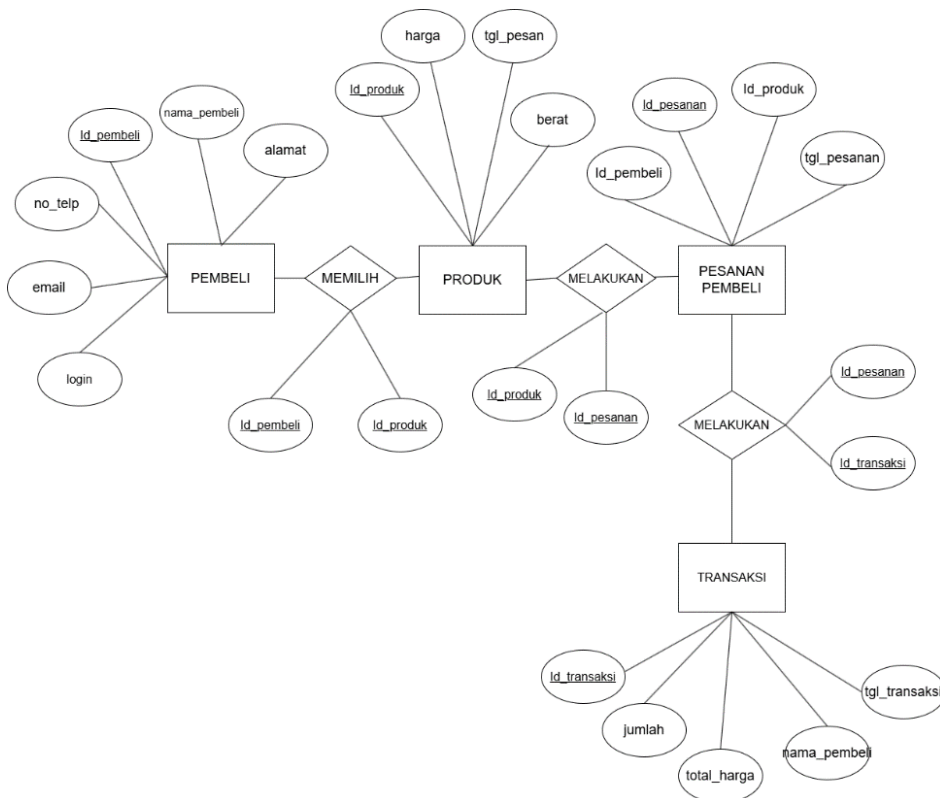 harga
tgl_pesan
Id_produk
berat
nama_pembeli
Id_pembeli
alamat
no_telp
email
login
PEMBELI
MEMILIH
Id_pembeli
Id_produk
PRODUK
MELAKUKAN
Id_produk
Id_pesanan
Id_pesanan
Id_produk
Id_pembeli
tgl_pesanan
PESANAN
PEMBELI
MELAKUKAN
Id_pesanan
Id_transaksi
TRANSAKSI
Id_transaksi
jumlah
total_harga
nama_pembeli
tgl_transaksi